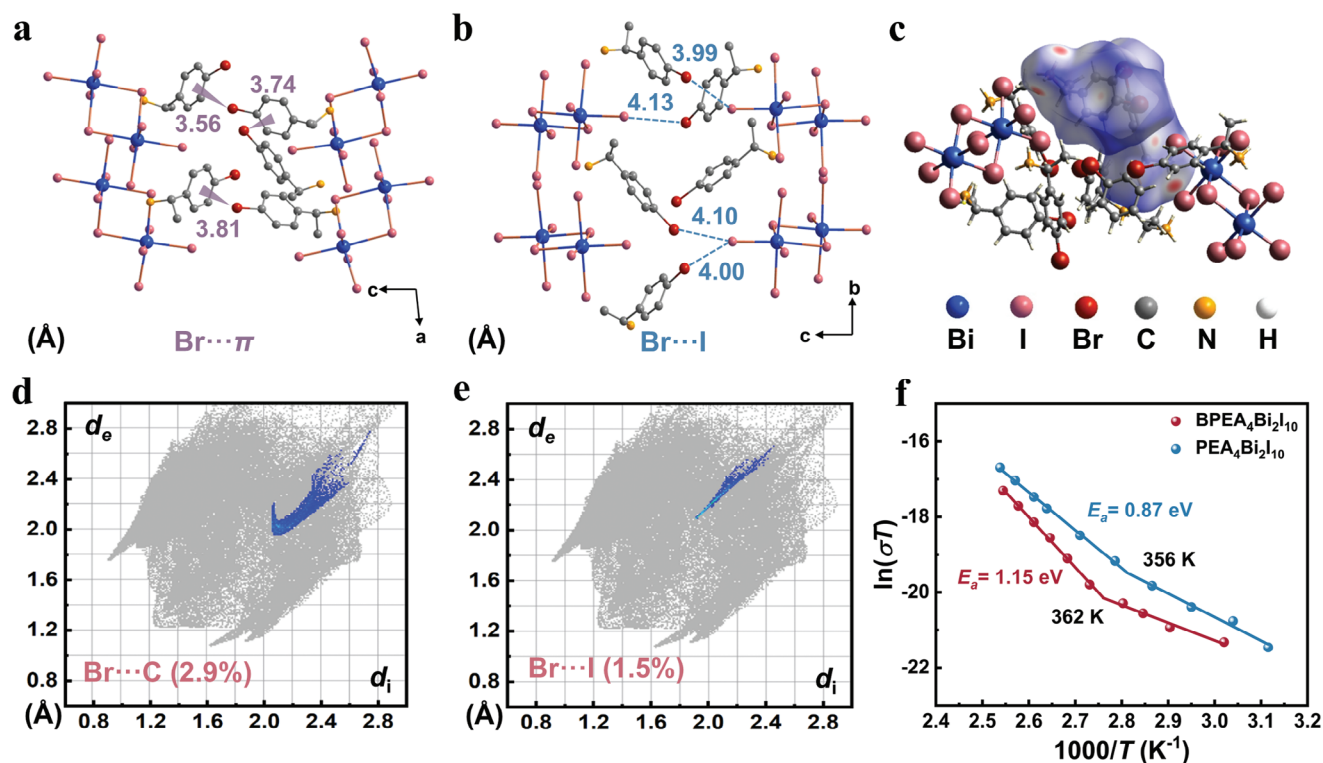 a
3.74
3.56
3.81
c
a
(Å)
Br···π
b
3.99
4.13
4.10
4.00
b
c
(Å)
Br···I
c
Bi I Br C N H
d
dₑ
2.8
2.4
2.0
1.6
1.2
0.8
Br···C (2.9%)
dᵢ
(Å)
0.8 1.2 1.6 2.0 2.4 2.8
e
dₑ
2.8
2.4
2.0
1.6
1.2
0.8
Br···I (1.5%)
dᵢ
(Å)
0.8 1.2 1.6 2.0 2.4 2.8
f
BPEA₄Bi₂I₁₀
PEA₄Bi₂I₁₀
ln(σT)
-16
-18
-20
-22
Eₐ= 0.87 eV
356 K
Eₐ= 1.15 eV
362 K
2.4 2.5 2.6 2.7 2.8 2.9 3.0 3.1 3.2
1000/T (K⁻¹)